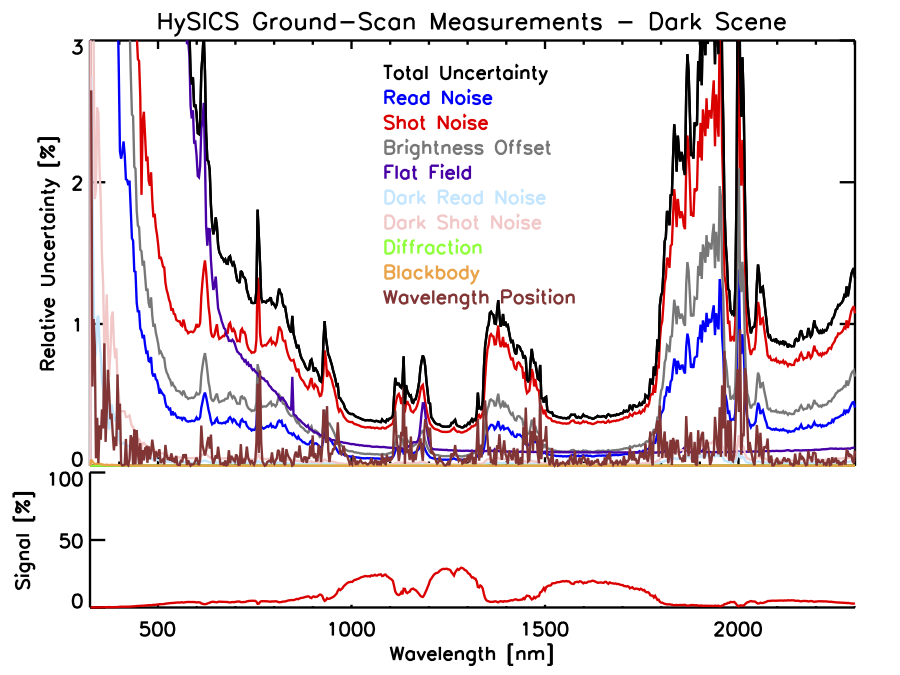 HySICS Ground-Scan Measurements - Dark Scene
3
Total Uncertainty
Read Noise
Shot Noise
Brightness Offset
Flat Field
Dark Read Noise
Dark Shot Noise
Diffraction
Blackbody
Wavelength Position
Relative Uncertainty [%]
2
1
0
100
Signal [%]
50
0
500 1000 1500 2000
Wavelength [nm]